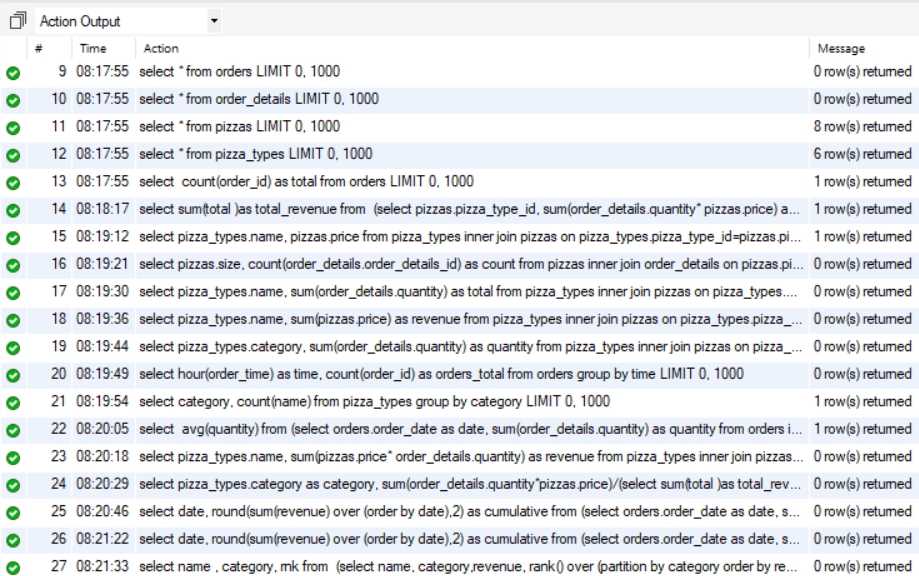 Action Output
# Time Action Message
9 08:17:55 select * from orders LIMIT 0, 1000 0 row(s) returned
10 08:17:55 select * from order_details LIMIT 0, 1000 0 row(s) returned
11 08:17:55 select * from pizzas LIMIT 0, 1000 8 row(s) returned
12 08:17:55 select * from pizza_types LIMIT 0, 1000 6 row(s) returned
13 08:17:55 select count(order_id) as total from orders LIMIT 0, 1000 1 row(s) returned
14 08:18:17 select sum(total )as total_revenue from (select pizzas.pizza_type_id, sum(order_details.quantity* pizzas.price) a... 1 row(s) returned
15 08:19:12 select pizza_types.name, pizzas.price from pizza_types inner join pizzas on pizza_types.pizza_type_id=pizzas.pi... 1 row(s) returned
16 08:19:21 select pizzas.size, count(order_details.order_details_id) as count from pizzas inner join order_details on pizzas.pi... 0 row(s) returned
17 08:19:30 select pizza_types.name, sum(order_details.quantity) as total from pizza_types inner join pizzas on pizza_types.... 0 row(s) returned
18 08:19:36 select pizza_types.name, sum(pizzas.price) as revenue from pizza_types inner join pizzas on pizza_types.pizza_... 0 row(s) returned
19 08:19:44 select pizza_types.category, sum(order_details.quantity) as quantity from pizza_types inner join pizzas on pizza_... 0 row(s) returned
20 08:19:49 select hour(order_time) as time, count(order_id) as orders_total from orders group by time LIMIT 0, 1000 0 row(s) returned
21 08:19:54 select category, count(name) from pizza_types group by category LIMIT 0, 1000 1 row(s) returned
22 08:20:05 select avg(quantity) from (select orders.order_date as date, sum(order_details.quantity) as quantity from orders i... 1 row(s) returned
23 08:20:18 select pizza_types.name, sum(pizzas.price* order_details.quantity) as revenue from pizza_types inner join pizzas... 0 row(s) returned
24 08:20:29 select pizza_types.category as category, sum(order_details.quantity*pizzas.price)/(select sum(total )as total_rev... 0 row(s) returned
25 08:20:46 select date, round(sum(revenue) over (order by date),2) as cumulative from (select orders.order_date as date, s... 0 row(s) returned
26 08:21:22 select date, round(sum(revenue) over (order by date),2) as cumulative from (select orders.order_date as date, s... 0 row(s) returned
27 08:21:33 select name , category, rnk from (select name, category,revenue, rank() over (partition by category order by re... 0 row(s) returned